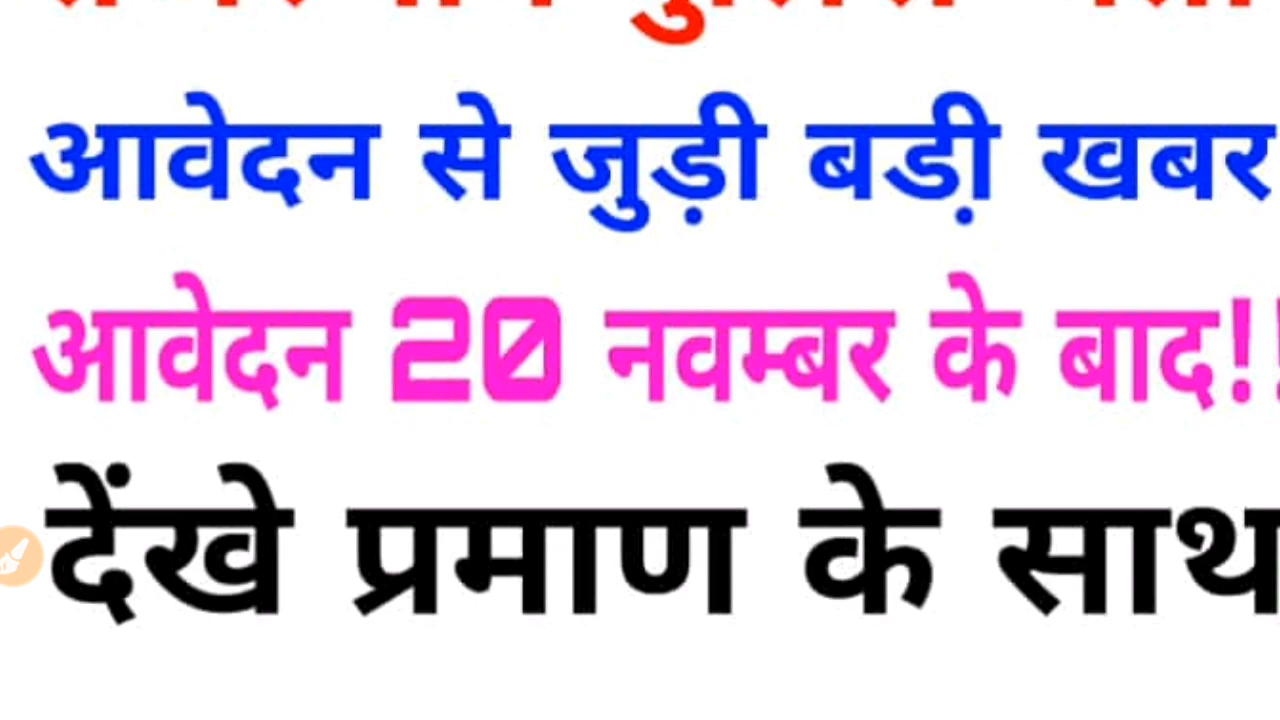 आवेदन से जुड़ी बडी़ खबर
आवेदन 20 नवम्बर के बाद!!
देंखे प्रमाण के साथ